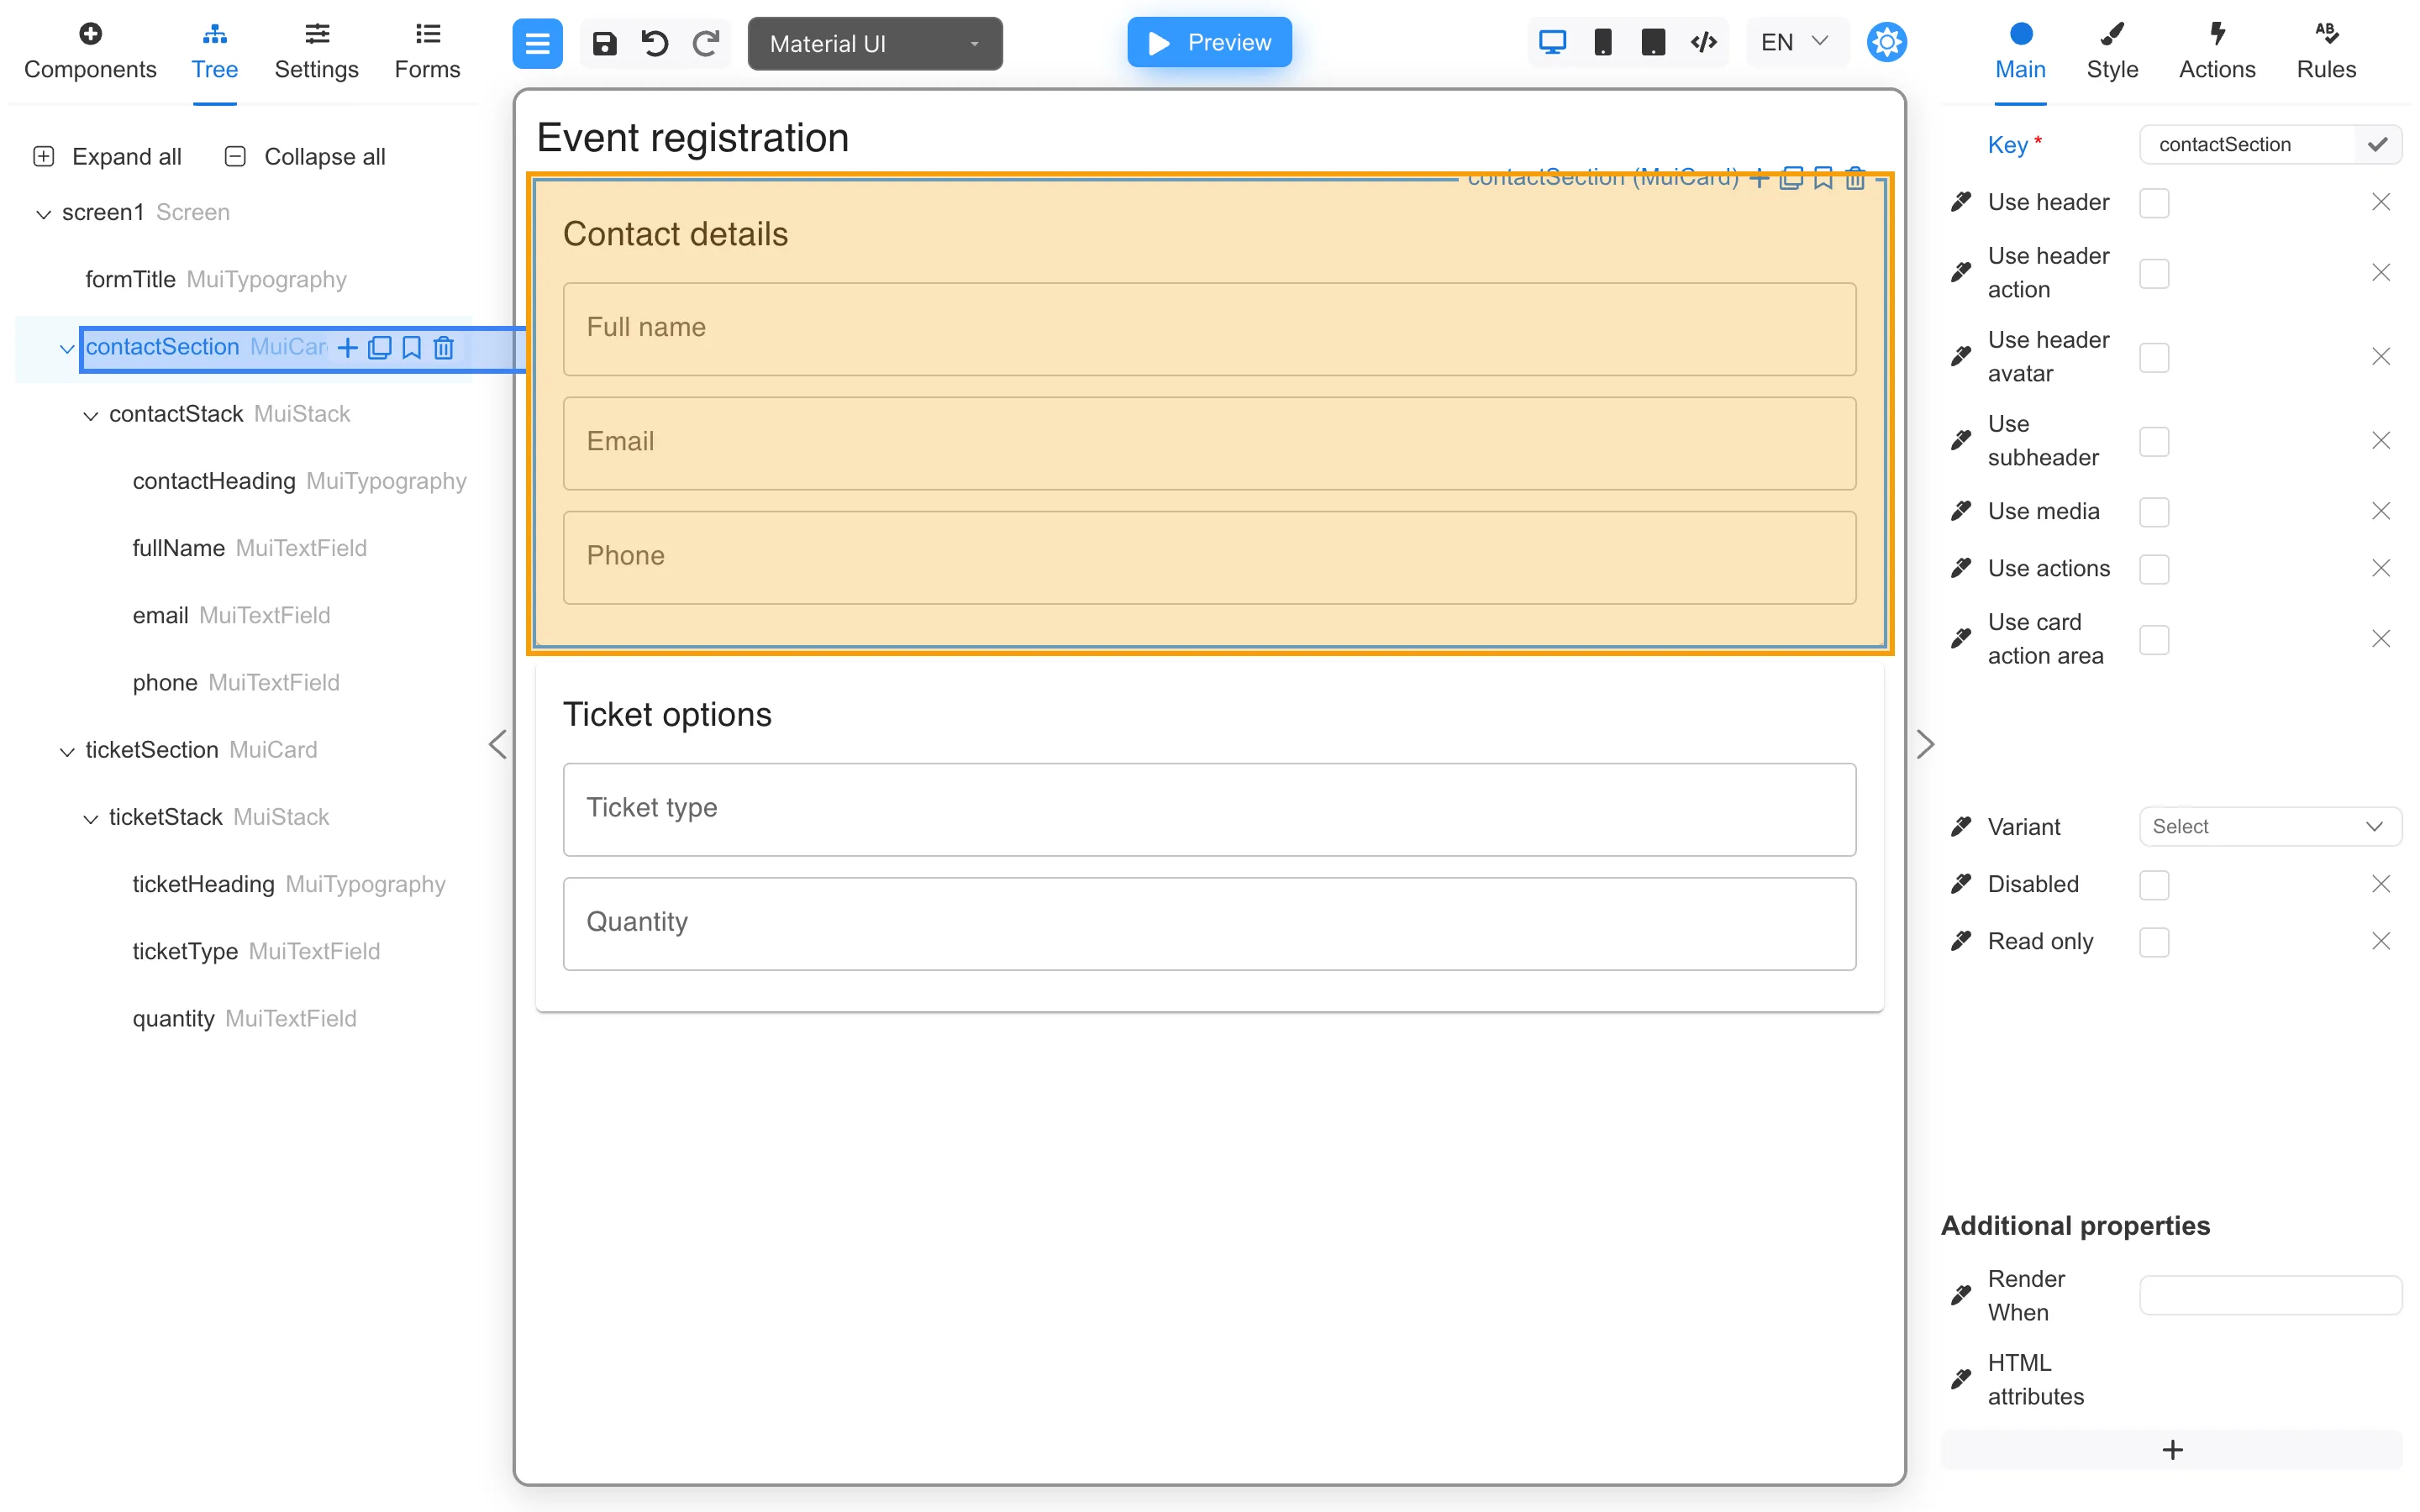 Components
Tree
Settings
Forms
Material UI
Preview
EN
Main
Style
Actions
AB
Rules
Expand all
Collapse all
screen1 Screen
formTitle MuiTypography
contactSection MuiCar
contactStack MuiStack
contactHeading MuiTypography
fullName MuiTextField
email MuiTextField
phone MuiTextField
ticketSection MuiCard
ticketStack MuiStack
ticketHeading MuiTypography
ticketType MuiTextField
quantity MuiTextField
Event registration
contactSection (MuiCard)
Contact details
Full name
Email
Phone
Ticket options
Ticket type
Quantity
Key *
contactSection
Use header
Use header
action
Use header
avatar
Use
subheader
Use media
Use actions
Use card
action area
Variant
Select
Disabled
Read only
Additional properties
Render
When
HTML
attributes